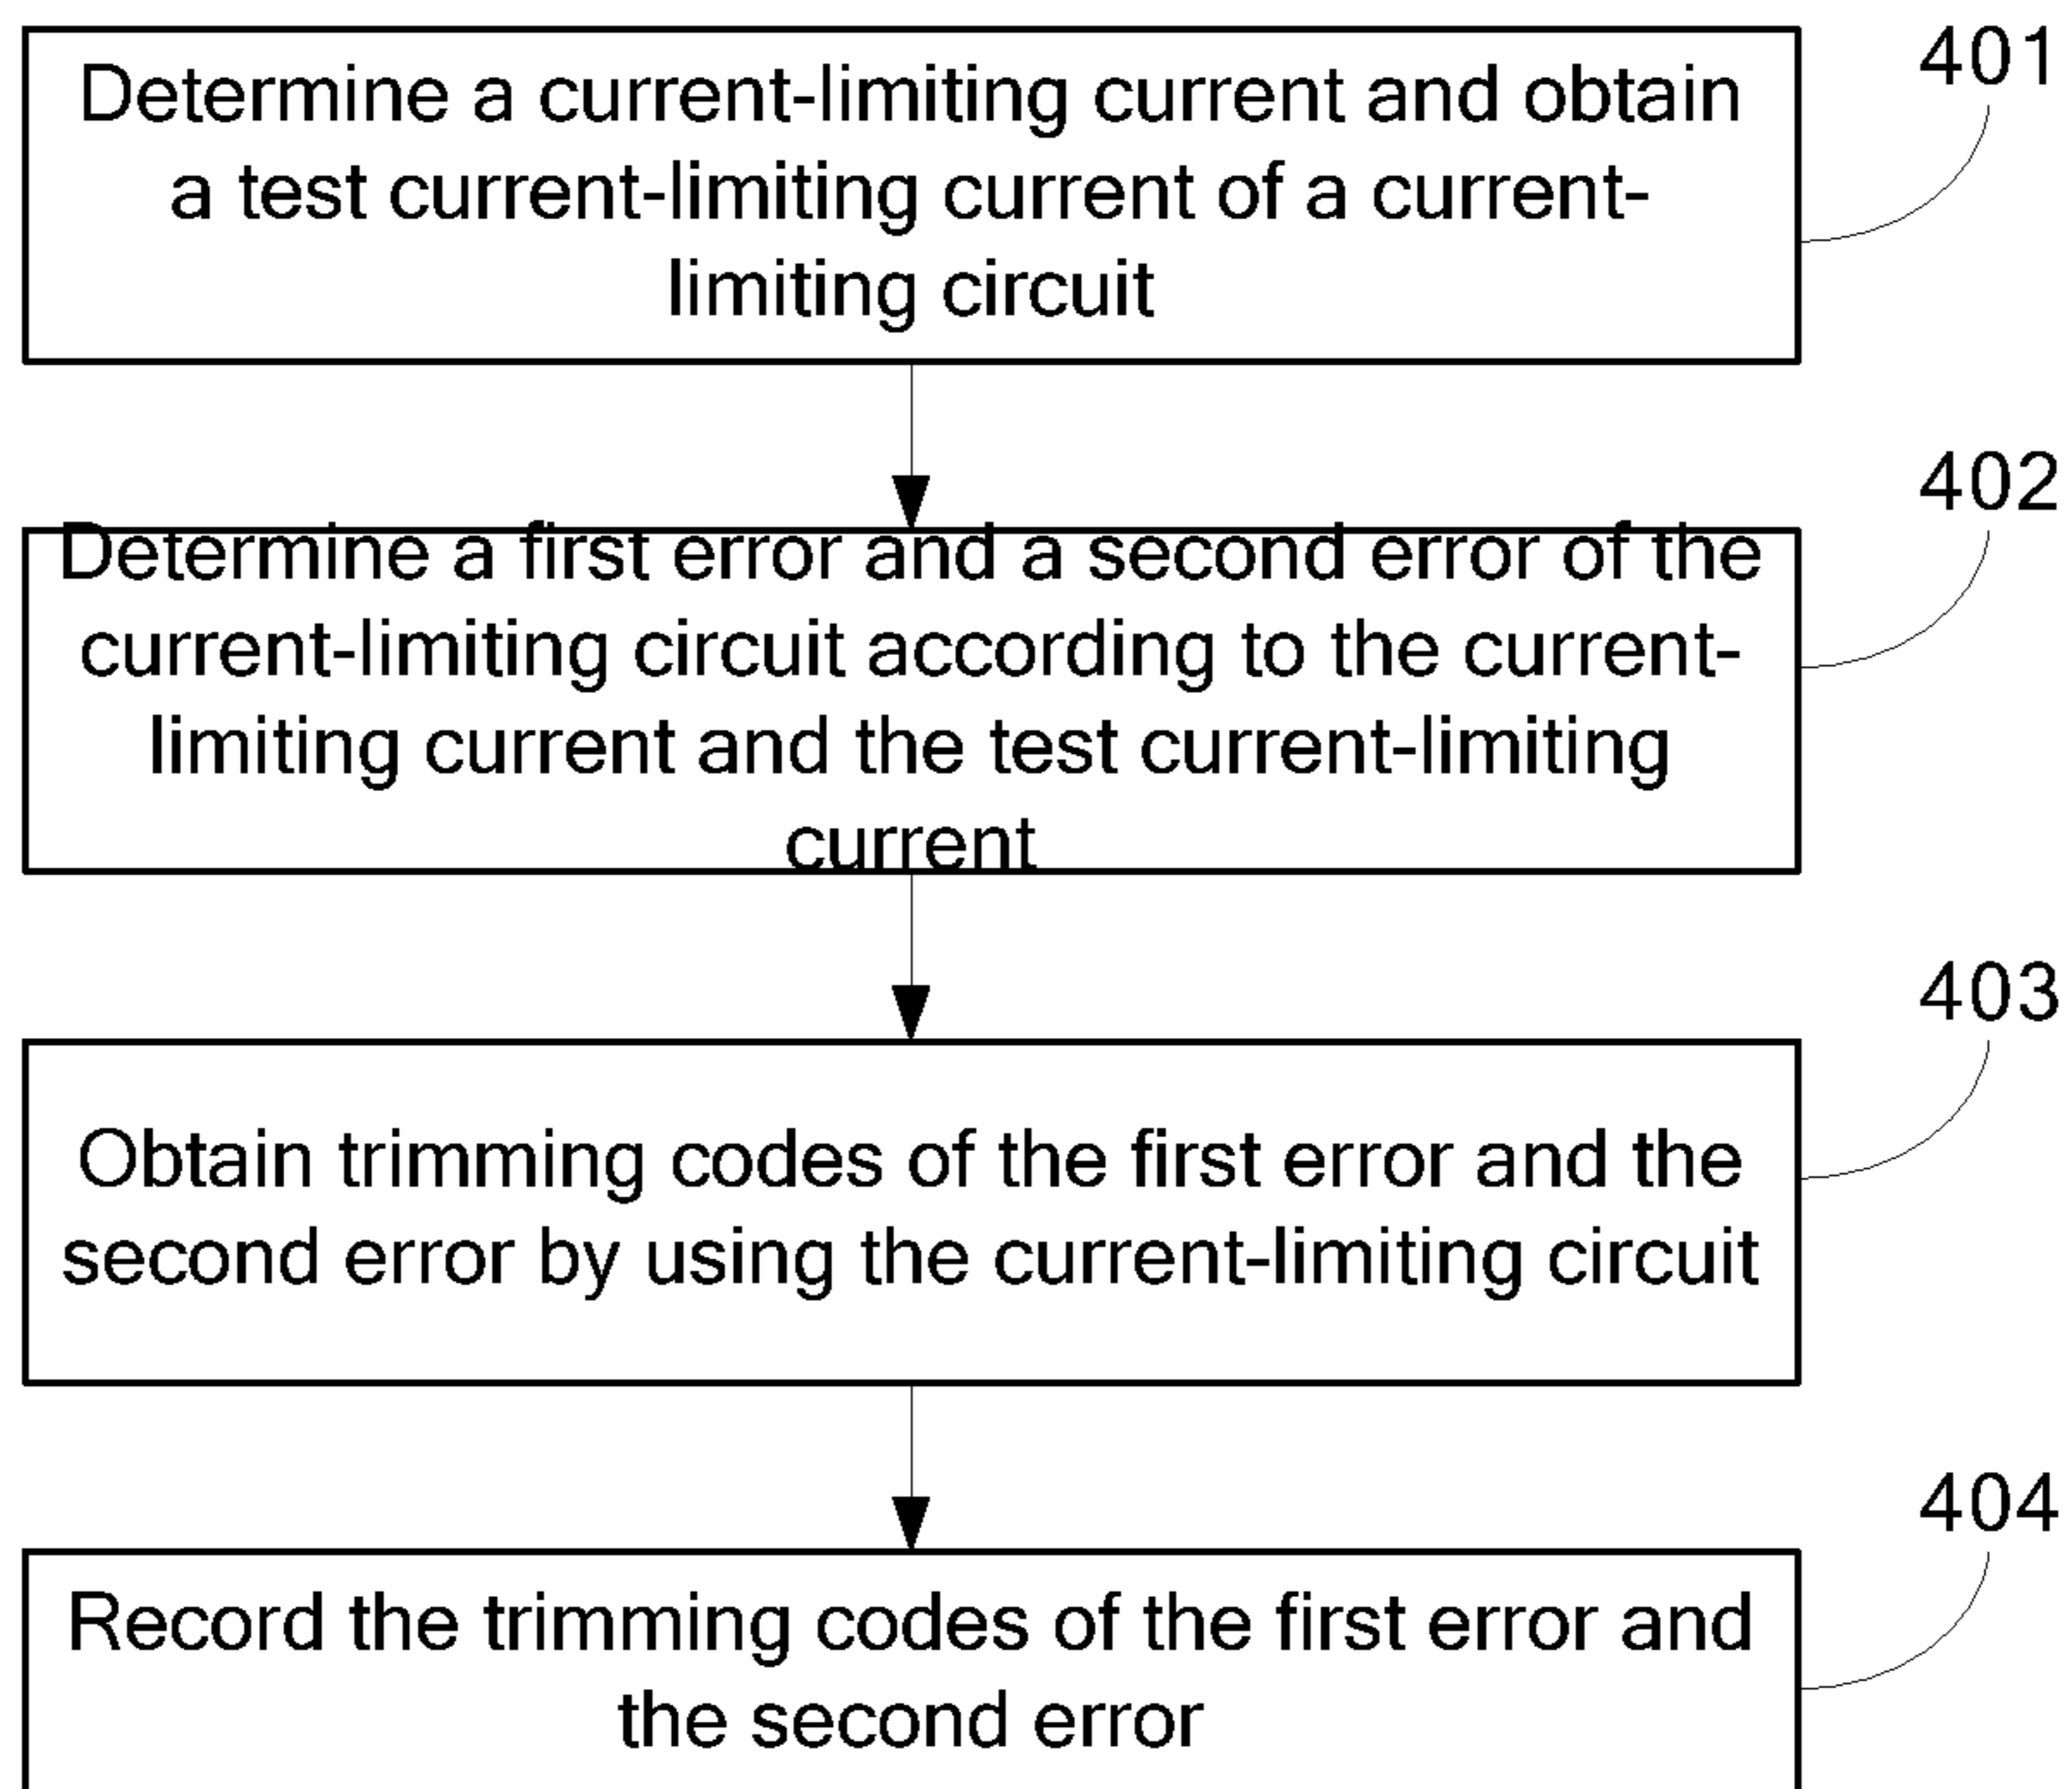 401
Determine a current-limiting current and obtain
a test current-limiting current of a current-
limiting circuit
402
Determine a first error and a second error of the
current-limiting circuit according to the current-
limiting current and the test current-limiting
current
403
Obtain trimming codes of the first error and the
second error by using the current-limiting circuit
404
Record the trimming codes of the first error and
the second error